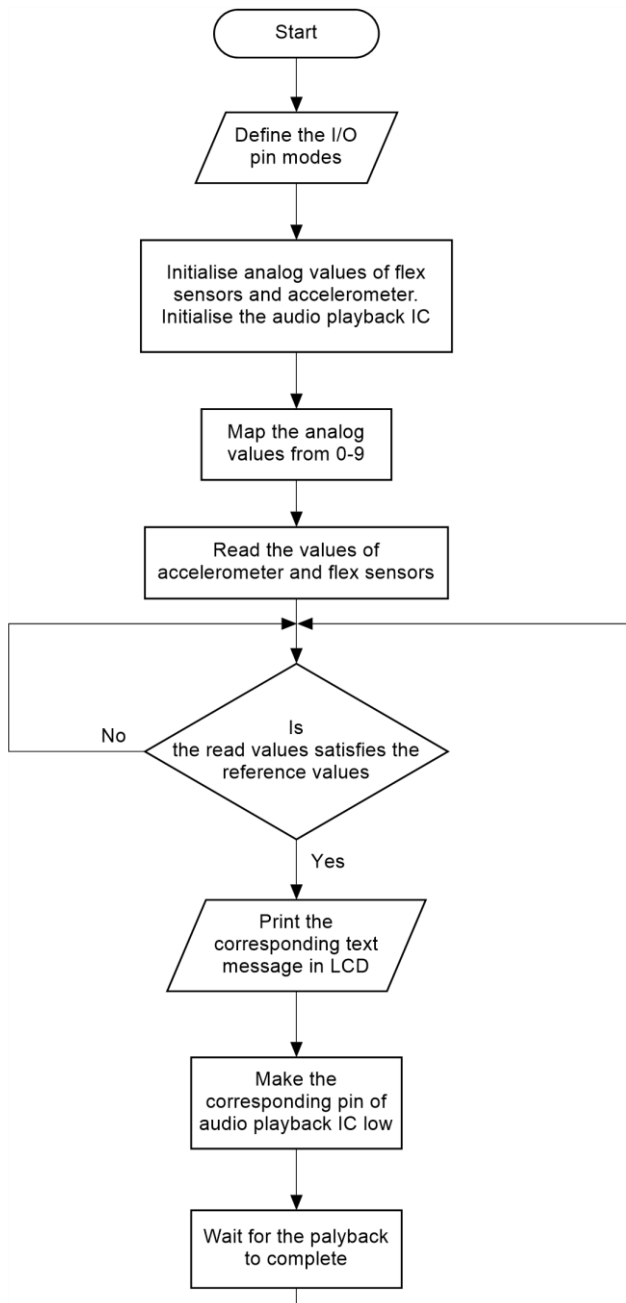 Start
Define the I/O
pin modes
Initialise analog values of flex
sensors and accelerometer.
Initialise the audio playback IC
Map the analog
values from 0-9
Read the values of
accelerometer and flex sensors
Is
the read values satisfies the
reference values
No
Yes
Print the
corresponding text
message in LCD
Make the
corresponding pin of
audio playback IC low
Wait for the palyback
to complete